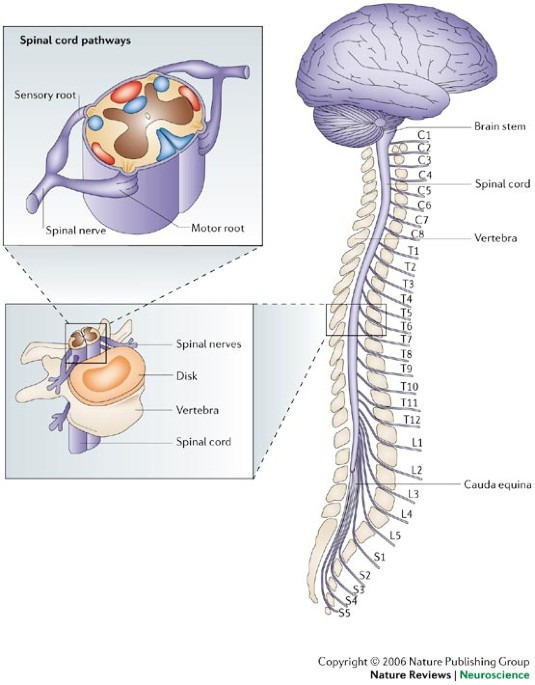 Spinal cord pathways
Sensory root
Spinal nerve
Motor root
Spinal nerves
Disk
Vertebra
Spinal cord
Brain stem
C1
C2
C3
C4
C5
C6
C7
C8
T1
T2
T3
T4
T5
T6
T7
T8
T9
T10
T11
T12
L1
L2
L3
L4
L5
S1
S2
S3
S4
S5
Spinal cord
Vertebra
Cauda equina
Copyright © 2006 Nature Publishing Group
Nature Reviews | Neuroscience